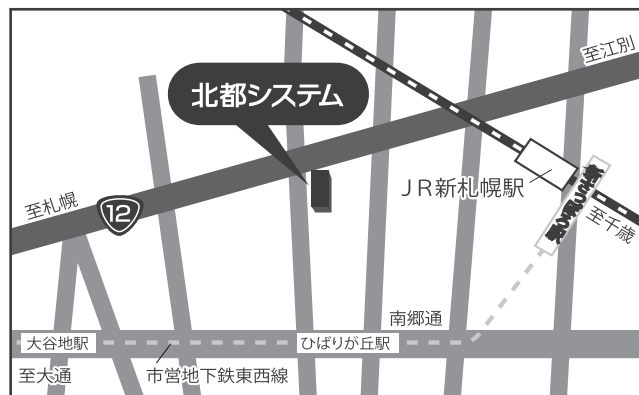 至江別
北都システム
JR新札幌駅
新さっぽろ駅
至札幌
12
至千歳
南郷通
大谷地駅
ひばりが丘駅
至大通
市営地下鉄東西線